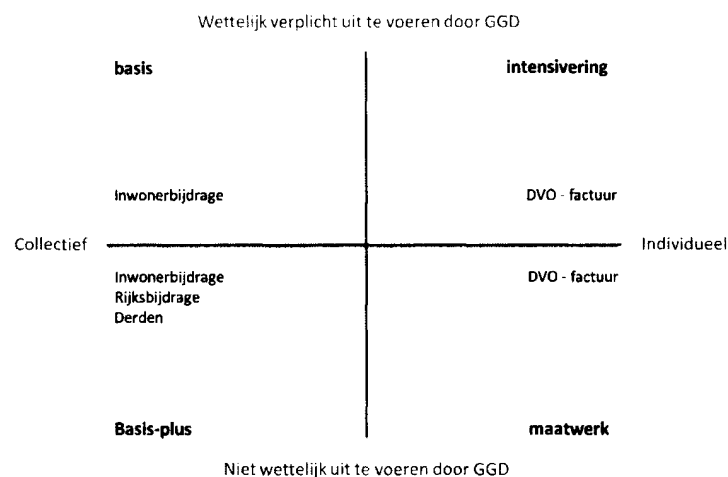 Wettelijk verplicht uit te voeren door GGD
basis
intensivering
Inwonerbijdrage
DVO - factuur
Collectief
Individueel
Inwonerbijdrage
DVO - factuur
Rijksbijdrage
Derden
Basis-plus
maatwerk
Niet wettelijk uit te voeren door GGD